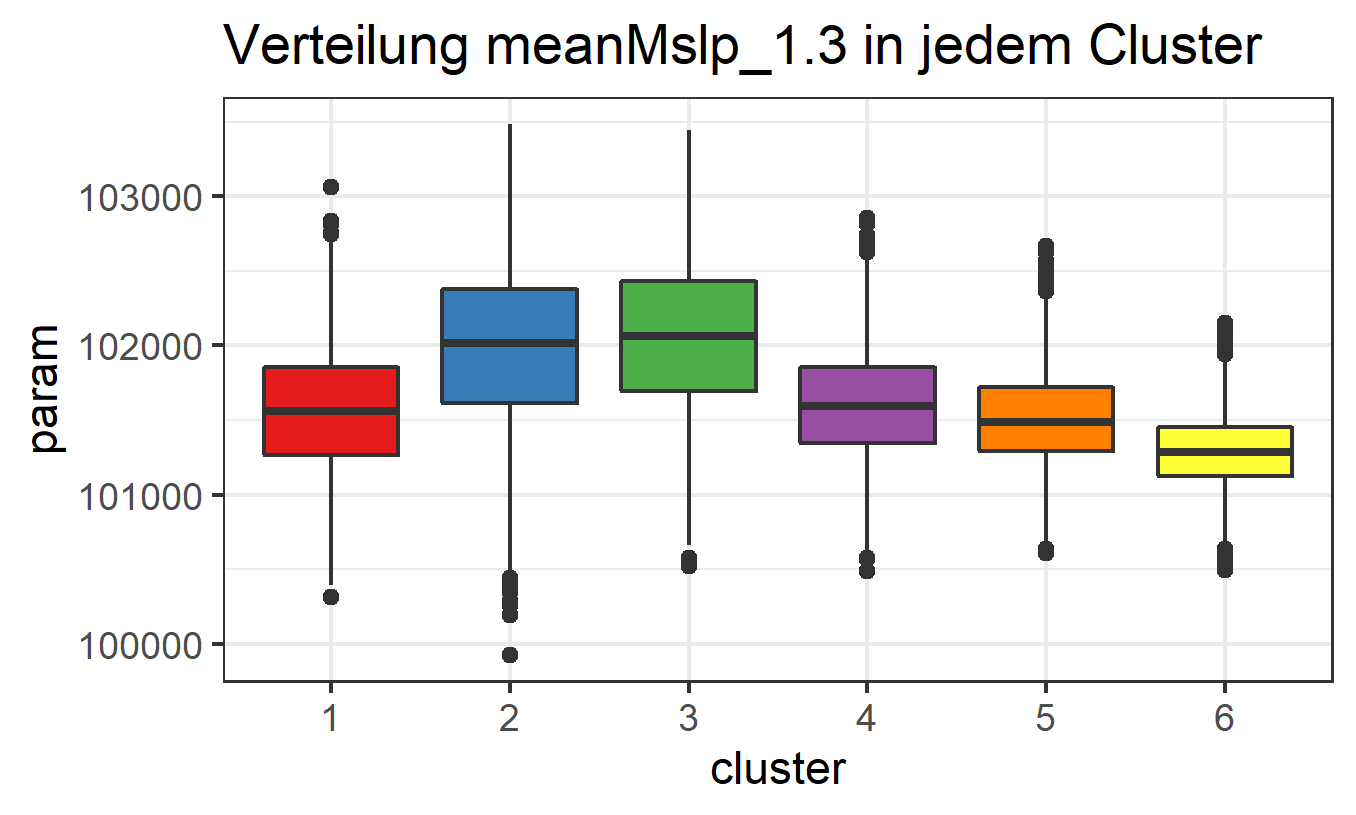 Verteilung meanMslp_1.3 in jedem Cluster
param
103000
102000
101000
100000
1 2 3 4 5 6
cluster